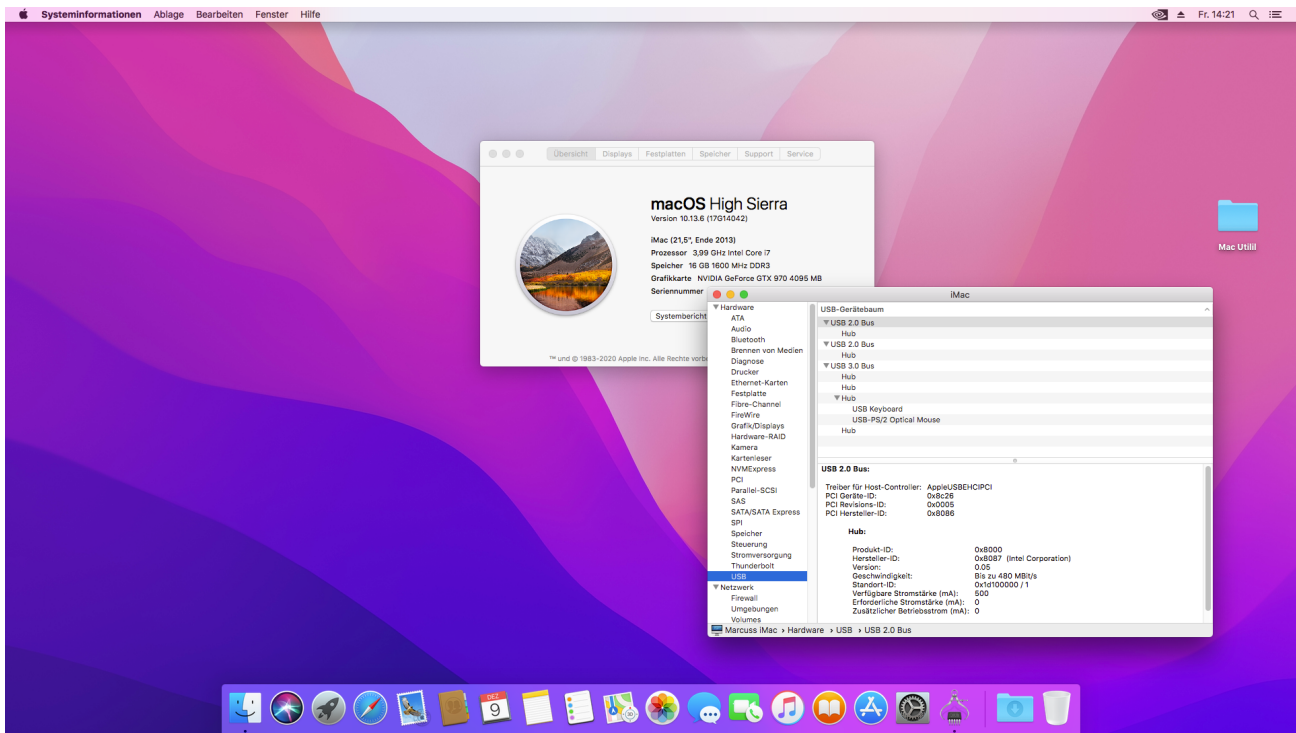 Systeminformationen Ablage Bearbeiten Fenster Hilfe
Fr. 14:21
Übersicht Displays Festplatten Speicher Support Service
macOS High Sierra
Version 10.13.6 (17G14042)
iMac (21,5", Ende 2013)
Prozessor 3,99 GHz Intel Core i7
Speicher 16 GB 1600 MHz DDR3
Grafikkarte NVIDIA GeForce GTX 970 4095 MB
Seriennummer
Systembericht
™ und © 1983-2020 Apple Inc. Alle Rechte vorbe
Mac Utilil
iMac
Hardware
ATA
Audio
Bluetooth
Brennen von Medien
Diagnose
Drucker
Ethernet-Karten
Festplatte
Fibre-Channel
FireWire
Grafik/Displays
Hardware-RAID
Kamera
Kartenleser
NVMExpress
PCI
Parallel-SCSI
SAS
SATA/SATA Express
SPI
Speicher
Steuerung
Stromversorgung
Thunderbolt
USB
Netzwerk
Firewall
Umgebungen
Volumes
USB-Gerätebaum
USB 2.0 Bus
Hub
USB 2.0 Bus
Hub
USB 3.0 Bus
Hub
Hub
Hub
USB Keyboard
USB-PS/2 Optical Mouse
Hub
USB 2.0 Bus:
Treiber für Host-Controller: AppleUSBEHCIPCI
PCI Geräte-ID: 0x8c26
PCI Revisions-ID: 0x0005
PCI Hersteller-ID: 0x8086
Hub:
Produkt-ID: 0x8000
Hersteller-ID: 0x8087 (Intel Corporation)
Version: 0.05
Geschwindigkeit: Bis zu 480 MBit/s
Standort-ID: 0x1d100000 / 1
Verfügbare Stromstärke (mA): 500
Erforderliche Stromstärke (mA): 0
Zusätzlicher Betriebsstrom (mA): 0
Marcuss iMac › Hardware › USB › USB 2.0 Bus
DEZ
9